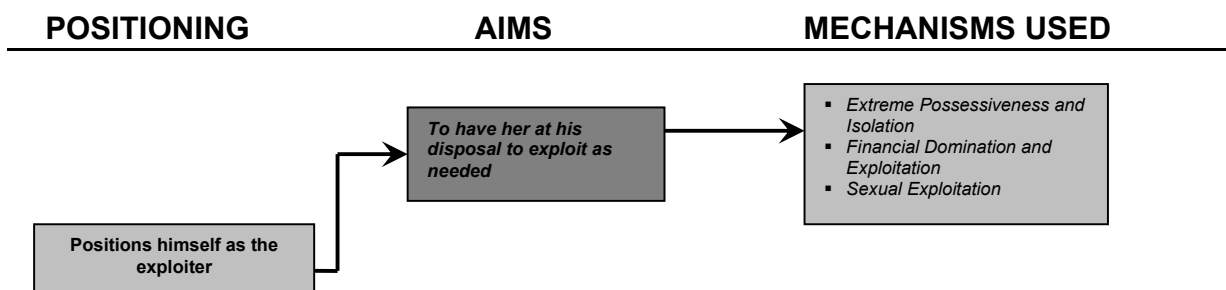 POSITIONING AIMS MECHANISMS USED
To have her at his
disposal to exploit as
needed
▪ Extreme Possessiveness and
Isolation
▪ Financial Domination and
Exploitation
▪ Sexual Exploitation
Positions himself as the
exploiter